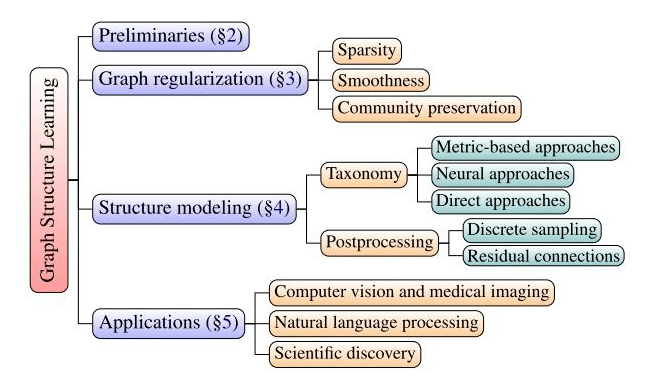 Graph Structure Learning
Preliminaries (§2)
Graph regularization (§3)
Sparsity
Smoothness
Community preservation
Structure modeling (§4)
Taxonomy
Metric-based approaches
Neural approaches
Direct approaches
Postprocessing
Discrete sampling
Residual connections
Applications (§5)
Computer vision and medical imaging
Natural language processing
Scientific discovery